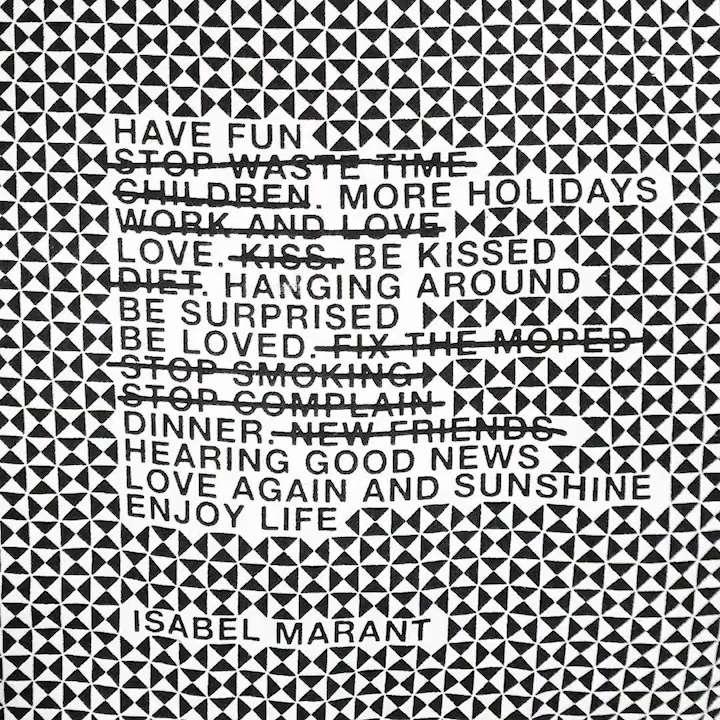 HAVE FUN
STOP WASTE TIME
CHILDREN. MORE HOLIDAYS
WORK AND LOVE
LOVE. KISS. BE KISSED
DIET. HANGING AROUND
BE SURPRISED
BE LOVED. FIX THE MOPED
STOP SMOKING.
STOP COMPLAIN
DINNER. NEW FRIENDS
HEARING GOOD NEWS
LOVE AGAIN AND SUNSHINE
ENJOY LIFE
ISABEL MARANT